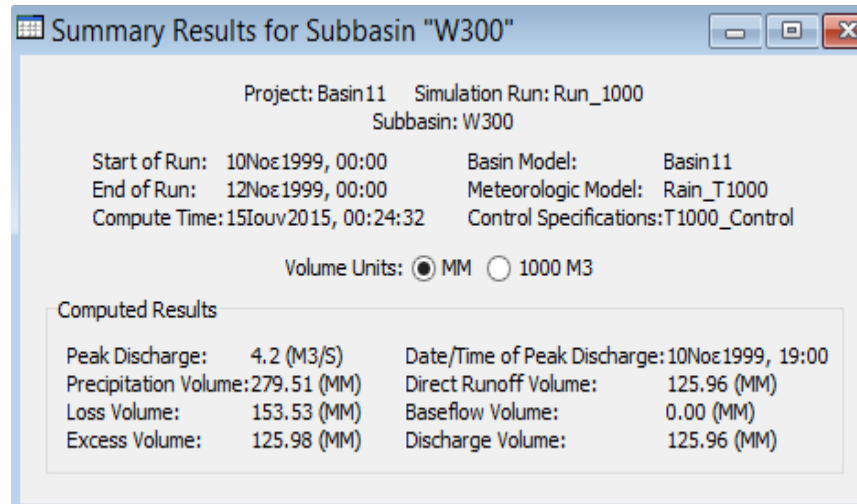 Summary Results for Subbasin "W300"
Project: Basin11 Simulation Run: Run_1000
Subbasin: W300
Start of Run: 10Νοε1999, 00:00 Basin Model: Basin11
End of Run: 12Νοε1999, 00:00 Meteorologic Model: Rain_T1000
Compute Time:15Ιουν2015, 00:24:32 Control Specifications:T1000_Control
Volume Units: MM 1000 M3
Computed Results
Peak Discharge: 4.2 (M3/S) Date/Time of Peak Discharge:10Νοε1999, 19:00
Precipitation Volume:279.51 (MM) Direct Runoff Volume: 125.96 (MM)
Loss Volume: 153.53 (MM) Baseflow Volume: 0.00 (MM)
Excess Volume: 125.98 (MM) Discharge Volume: 125.96 (MM)